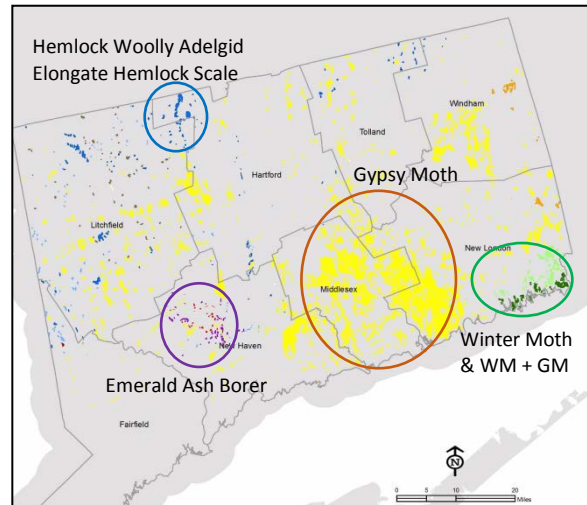 Hemlock Woolly Adelgid
Elongate Hemlock Scale
Windham
Tolland
Hartford
Gypsy Moth
Litchfield
New London
Middlesex
New Haven
Winter Moth
& WM + GM
Emerald Ash Borer
Fairfield
N
0 5 10 20
Miles